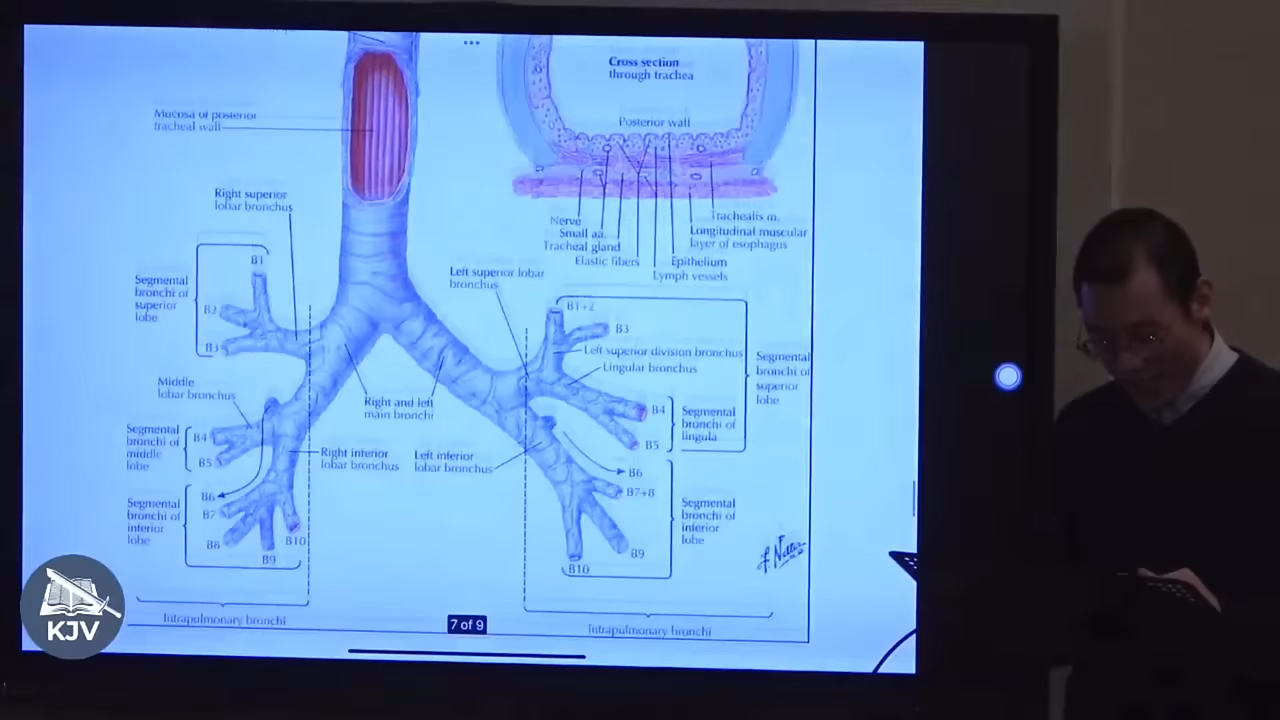 Cross section
through trachea
Mucosa of posterior
tracheal wall
Posterior wall
Right superior
lobar bronchus
Nerve
Small aa.
Tracheal gland
Elastic fibers
Trachealis m.
Longitudinal muscular
layer of esophagus
Epithelium
Lymph vessels
B1
Segmental
bronchi of
superior
lobe
B2
B3
Left superior lobar
bronchus
B1+2
B3
Left superior division bronchus
Lingular bronchus
Segmental
bronchi of
superior
lobe
Middle
lobar bronchus
Right and left
main bronchi
B4
B5
Segmental
bronchi of
lingula
Segmental
bronchi of
middle
lobe
B4
B5
Right inferior
lobar bronchus
Left inferior
lobar bronchus
B6
B7+8
B6
B7
B8
B9
B10
Segmental
bronchi of
inferior
lobe
Segmental
bronchi of
inferior
lobe
B9
B10
f. Netter
Intrapulmonary bronchi
7 of 9
Intrapulmonary bronchi
KJV